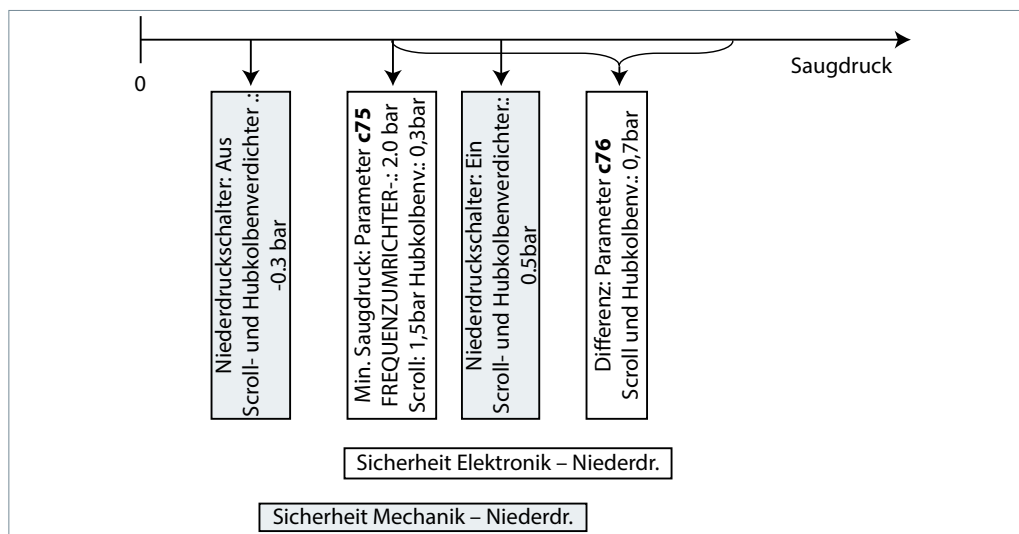 Saugdruck
0
Niederdruckschalter: Aus
Scroll- und Hubkolbenverdichter .:
-0.3 bar
Min. Saugdruck: Parameter c75
FREQUENZUMRICHTER-.: 2.0 bar
Scroll: 1,5bar Hubkolbenv.: 0,3bar
Niederdruckschalter: Ein
Scroll- und Hubkolbenverdichter.:
0.5bar
Differenz: Parameter c76
Scroll und Hubkolbenv.: 0,7bar
Sicherheit Elektronik – Niederdr.
Sicherheit Mechanik – Niederdr.